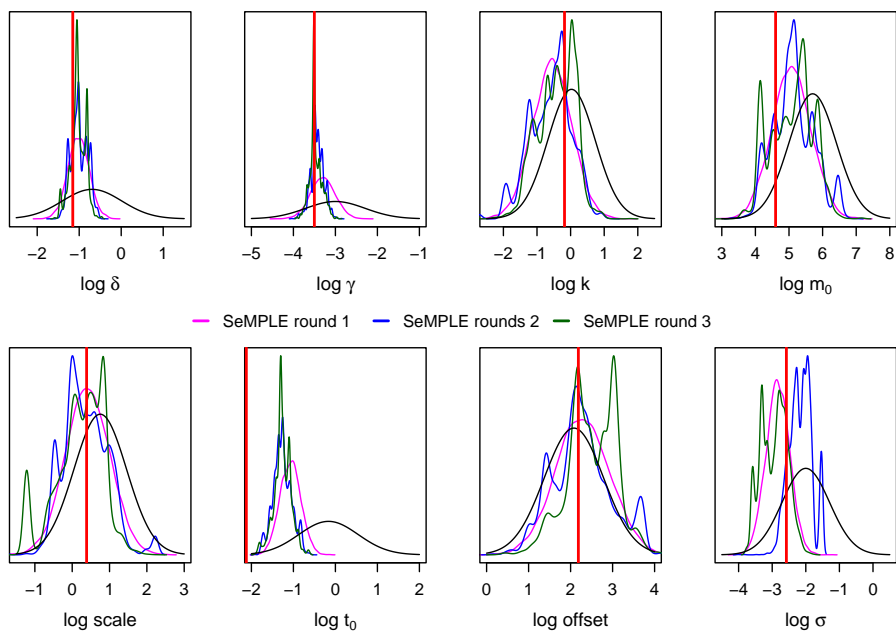 −2 −1 0 1
−5 −4 −3 −2 −1
−2 −1 0 1 2
3 4 5 6 7 8
log δ
log γ
log k
log m₀
SeMPLE round 1 SeMPLE rounds 2 SeMPLE round 3
−1 0 1 2 3
−2 −1 0 1 2
0 1 2 3 4
−4 −3 −2 −1 0
log scale
log t₀
log offset
log σ